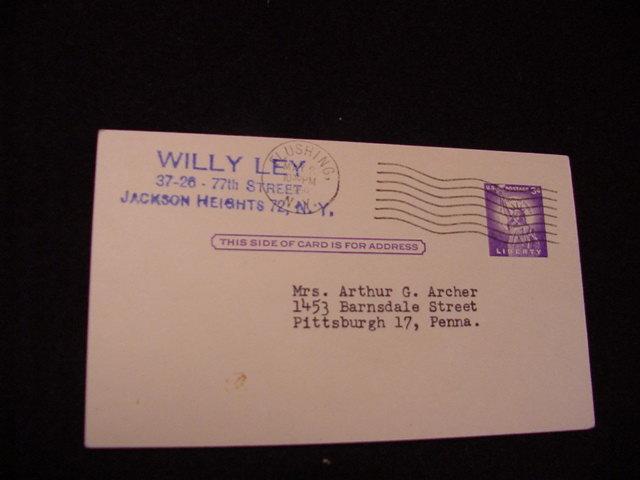 WILLY LEY
37-26 - 77th STREET
JACKSON HEIGHTS 72, N. Y.
FLUSHING,
PM
N.Y.
U.S. POSTAGE 3¢
LIBERTY
THIS SIDE OF CARD IS FOR ADDRESS
Mrs. Arthur G. Archer
1453 Barnsdale Street
Pittsburgh 17, Penna.